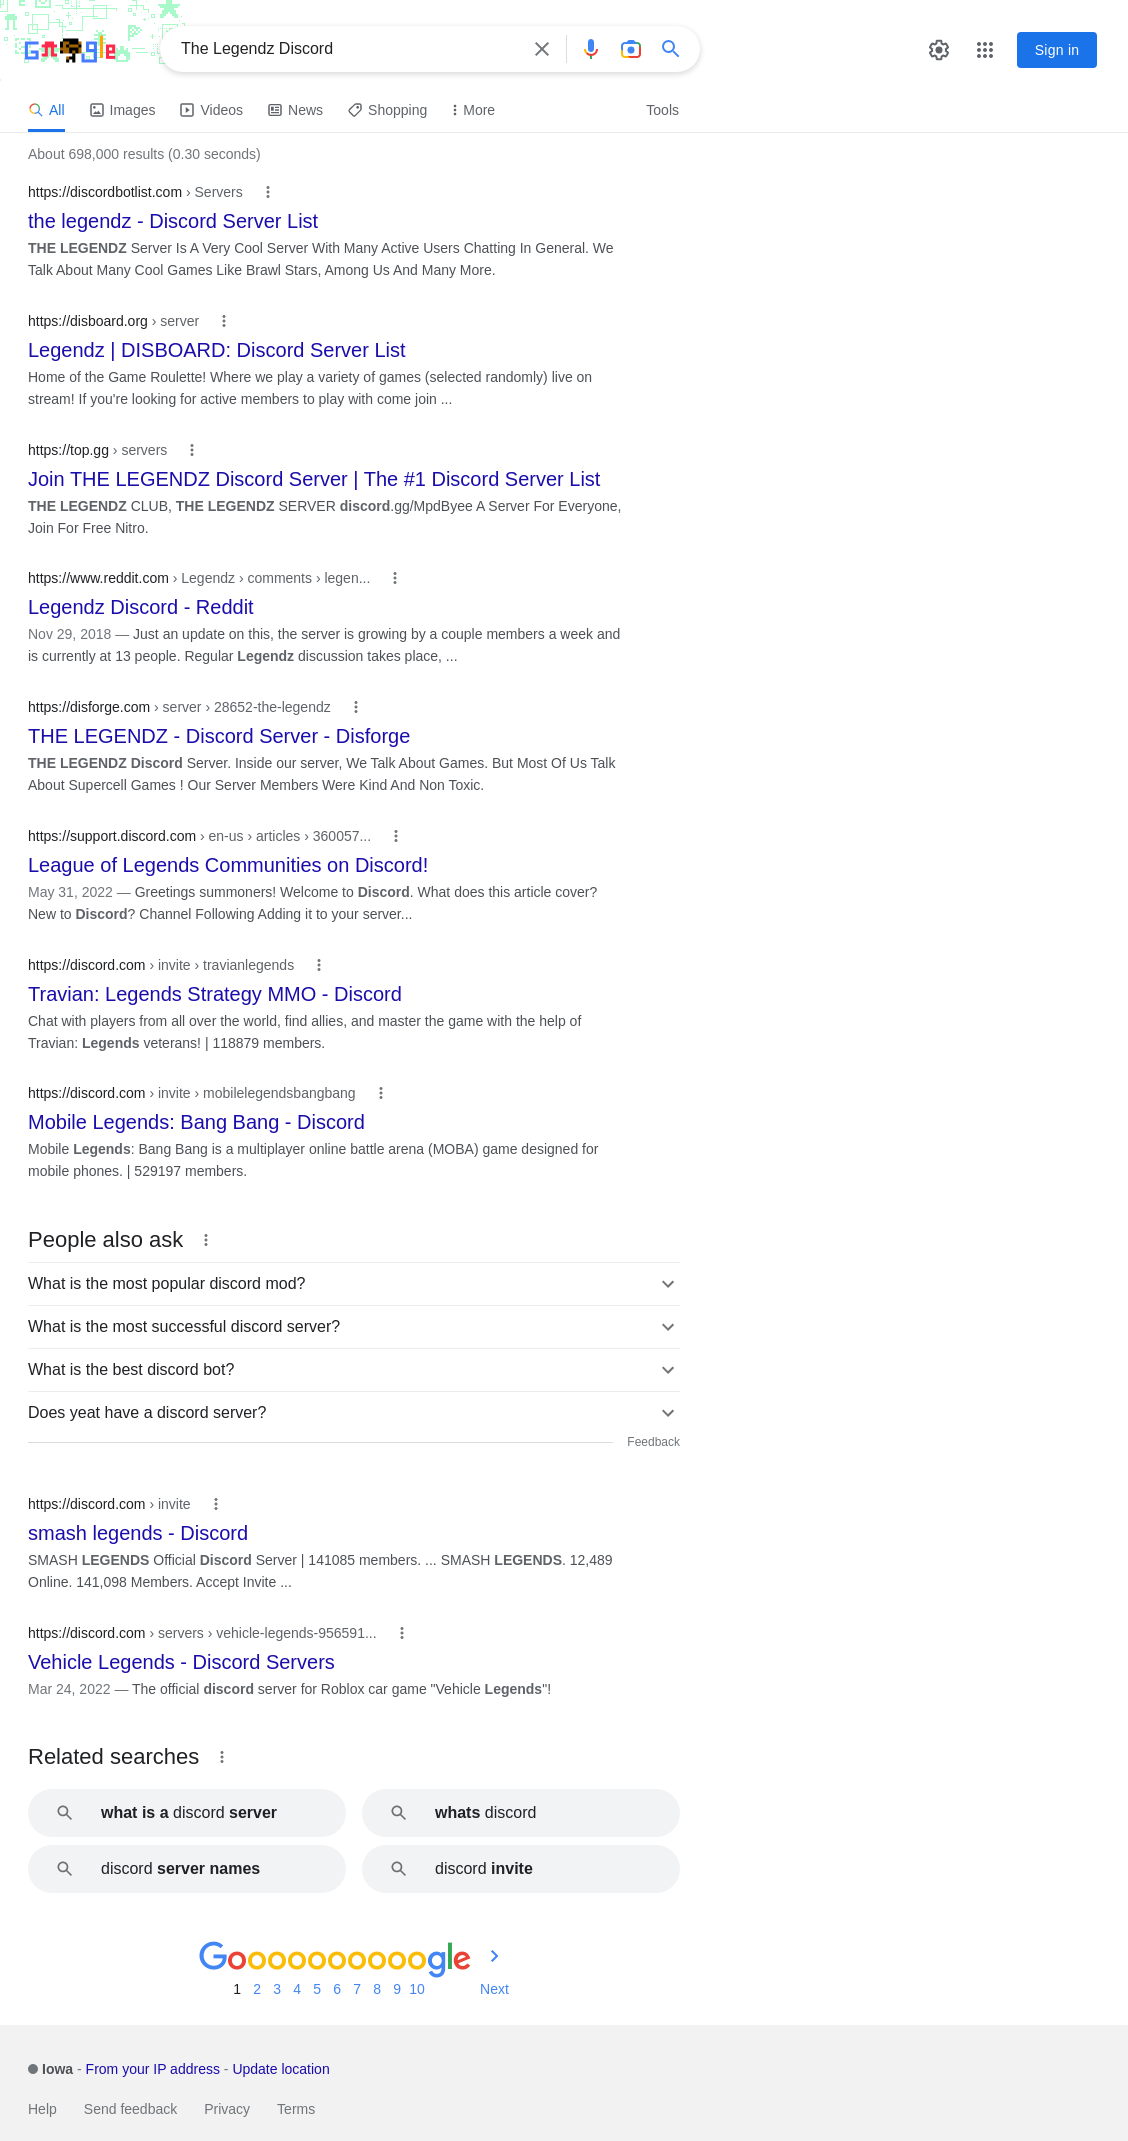 Google
The Legendz Discord
Sign in
All
Images
Videos
News
Shopping
More
Tools
About 698,000 results (0.30 seconds)
https://discordbotlist.com › Servers
the legendz - Discord Server List
THE LEGENDZ Server Is A Very Cool Server With Many Active Users Chatting In General. We
Talk About Many Cool Games Like Brawl Stars, Among Us And Many More.
https://disboard.org › server
Legendz | DISBOARD: Discord Server List
Home of the Game Roulette! Where we play a variety of games (selected randomly) live on
stream! If you're looking for active members to play with come join ...
https://top.gg › servers
Join THE LEGENDZ Discord Server | The #1 Discord Server List
THE LEGENDZ CLUB, THE LEGENDZ SERVER discord.gg/MpdByee A Server For Everyone,
Join For Free Nitro.
https://www.reddit.com › Legendz › comments › legen...
Legendz Discord - Reddit
Nov 29, 2018 — Just an update on this, the server is growing by a couple members a week and
is currently at 13 people. Regular Legendz discussion takes place, ...
https://disforge.com › server › 28652-the-legendz
THE LEGENDZ - Discord Server - Disforge
THE LEGENDZ Discord Server. Inside our server, We Talk About Games. But Most Of Us Talk
About Supercell Games ! Our Server Members Were Kind And Non Toxic.
https://support.discord.com › en-us › articles › 360057...
League of Legends Communities on Discord!
May 31, 2022 — Greetings summoners! Welcome to Discord. What does this article cover?
New to Discord? Channel Following Adding it to your server...
https://discord.com › invite › travianlegends
Travian: Legends Strategy MMO - Discord
Chat with players from all over the world, find allies, and master the game with the help of
Travian: Legends veterans! | 118879 members.
https://discord.com › invite › mobilelegendsbangbang
Mobile Legends: Bang Bang - Discord
Mobile Legends: Bang Bang is a multiplayer online battle arena (MOBA) game designed for
mobile phones. | 529197 members.
People also ask
What is the most popular discord mod?
What is the most successful discord server?
What is the best discord bot?
Does yeat have a discord server?
Feedback
https://discord.com › invite
smash legends - Discord
SMASH LEGENDS Official Discord Server | 141085 members. ... SMASH LEGENDS. 12,489
Online. 141,098 Members. Accept Invite ...
https://discord.com › servers › vehicle-legends-956591...
Vehicle Legends - Discord Servers
Mar 24, 2022 — The official discord server for Roblox car game "Vehicle Legends"!
Related searches
what is a discord server
whats discord
discord server names
discord invite
Goooooooooogle
1 2 3 4 5 6 7 8 9 10 Next
Iowa - From your IP address - Update location
Help Send feedback Privacy Terms